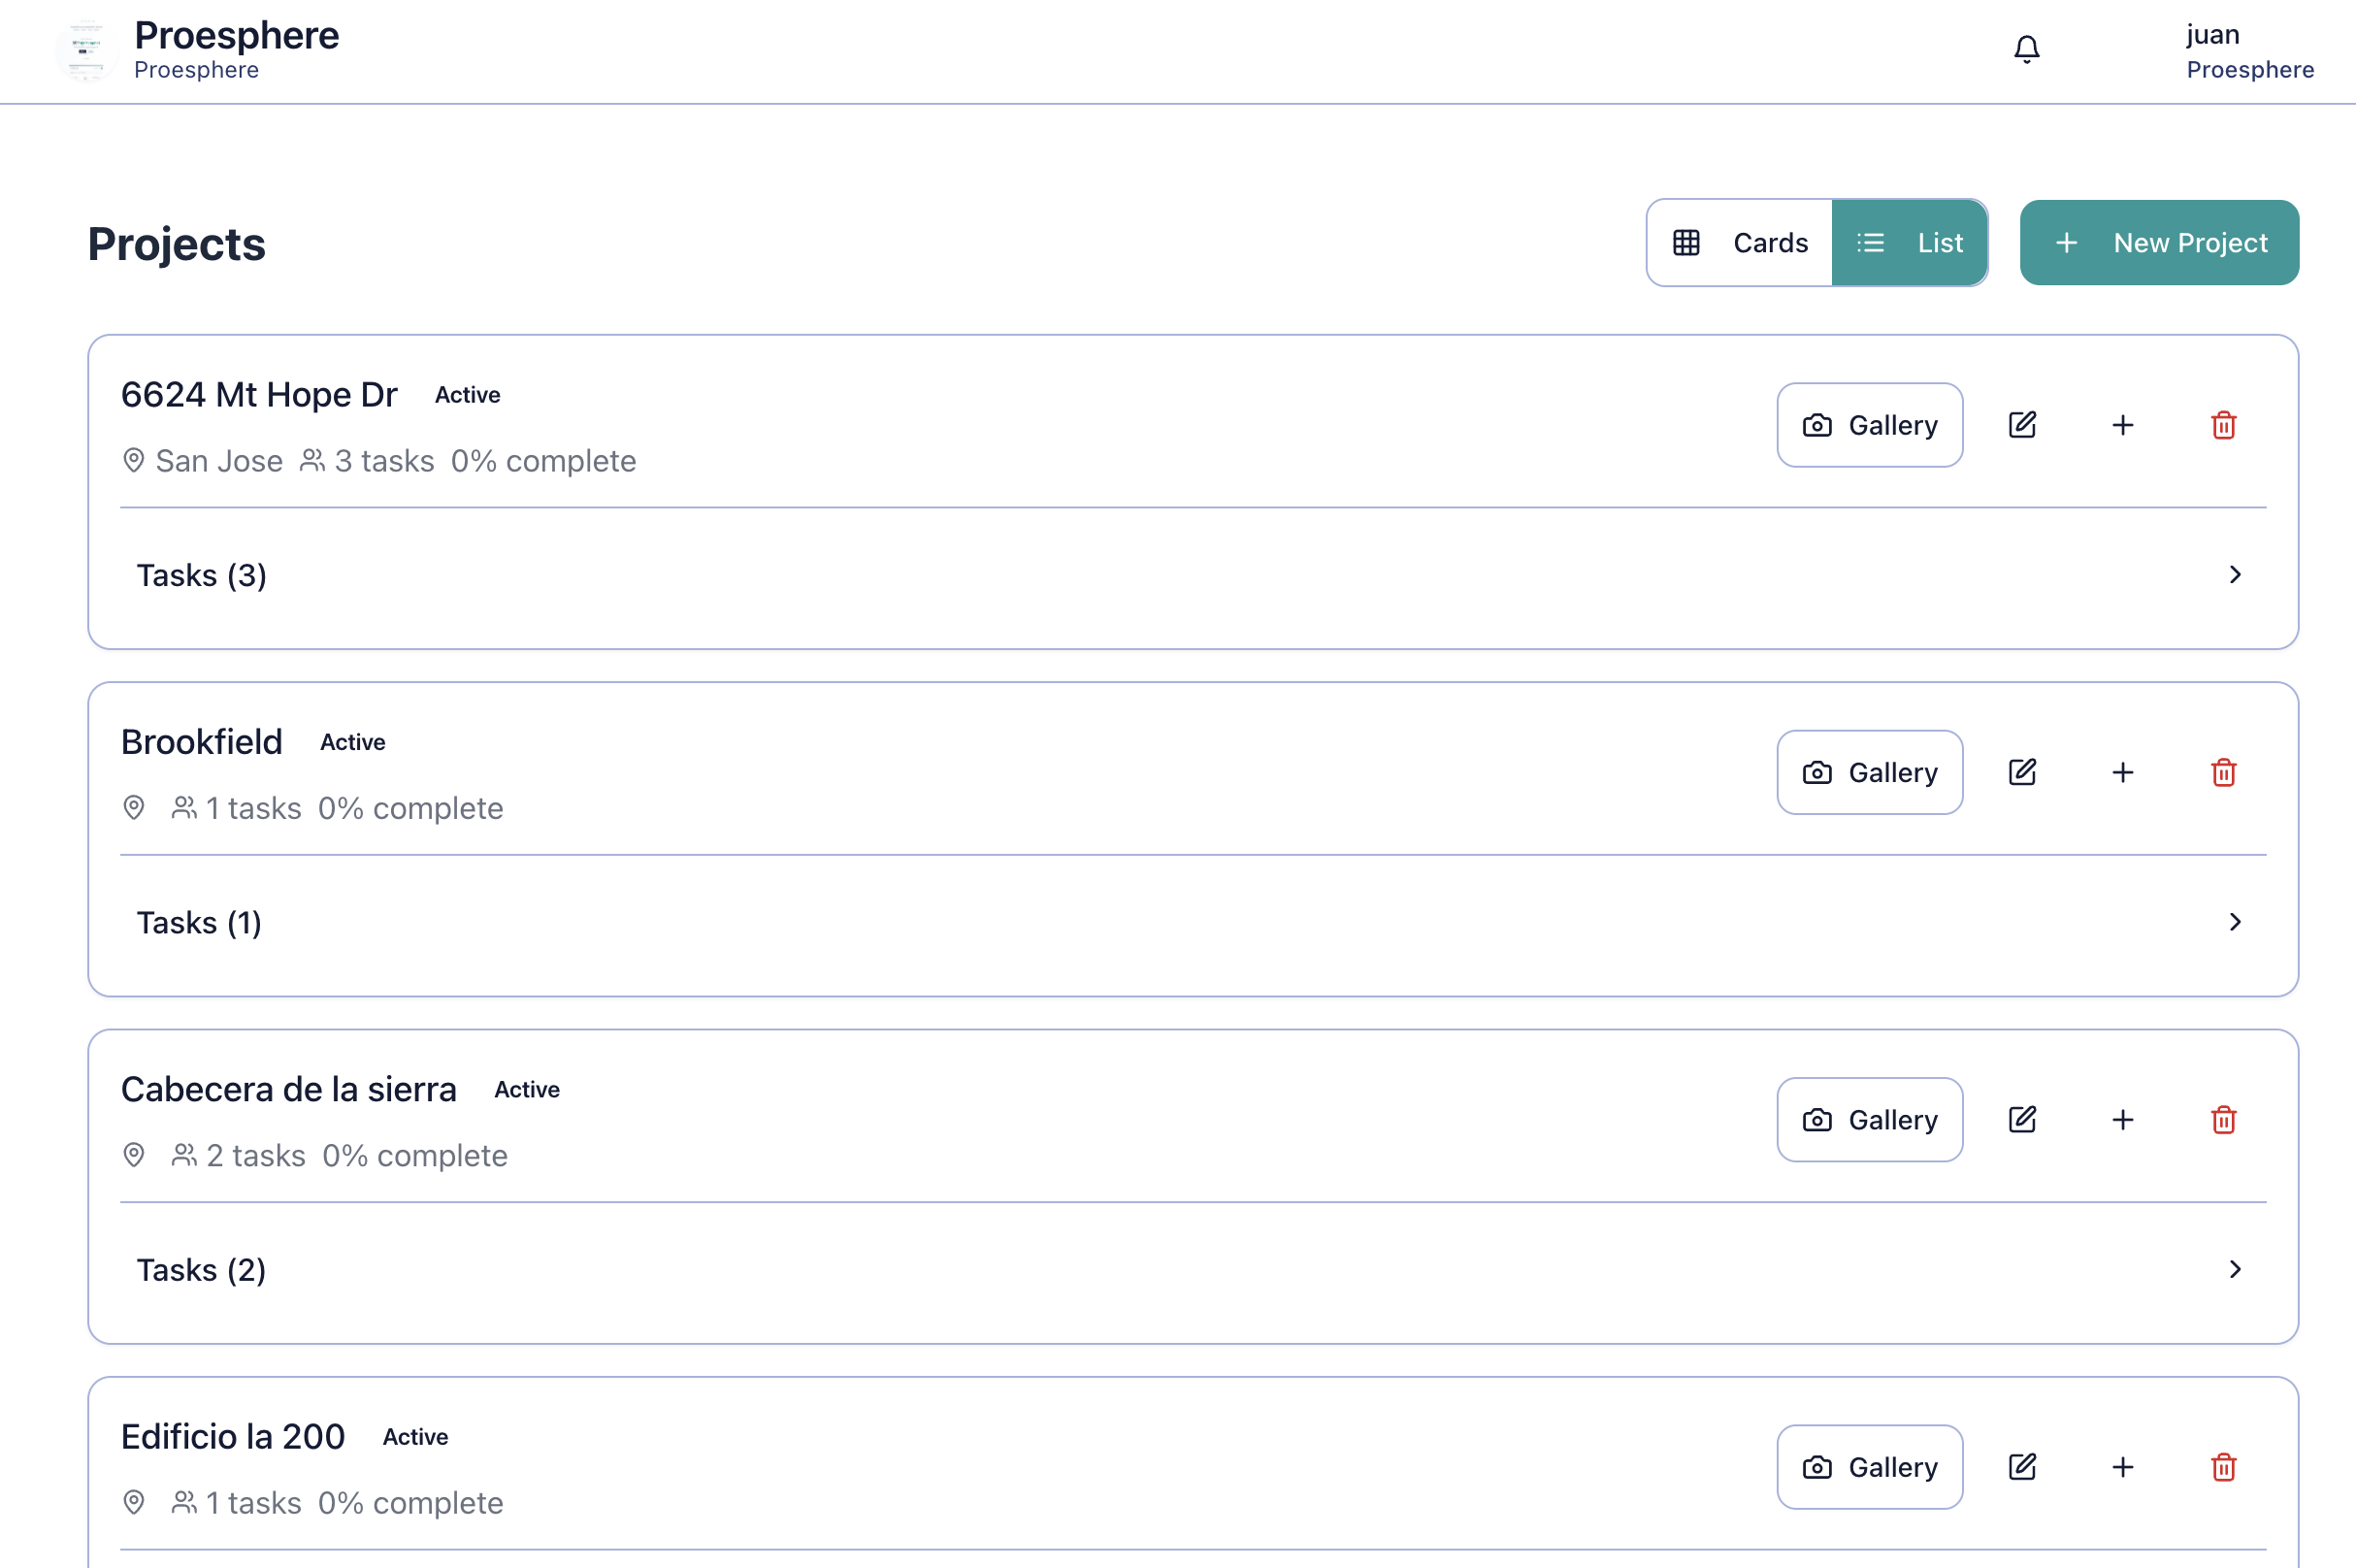 Proesphere
Proesphere
juan
Proesphere
Projects
Cards
List
New Project
6624 Mt Hope Dr Active
San Jose 3 tasks 0% complete
Gallery
Tasks (3)
Brookfield Active
1 tasks 0% complete
Gallery
Tasks (1)
Cabecera de la sierra Active
2 tasks 0% complete
Gallery
Tasks (2)
Edificio la 200 Active
1 tasks 0% complete
Gallery